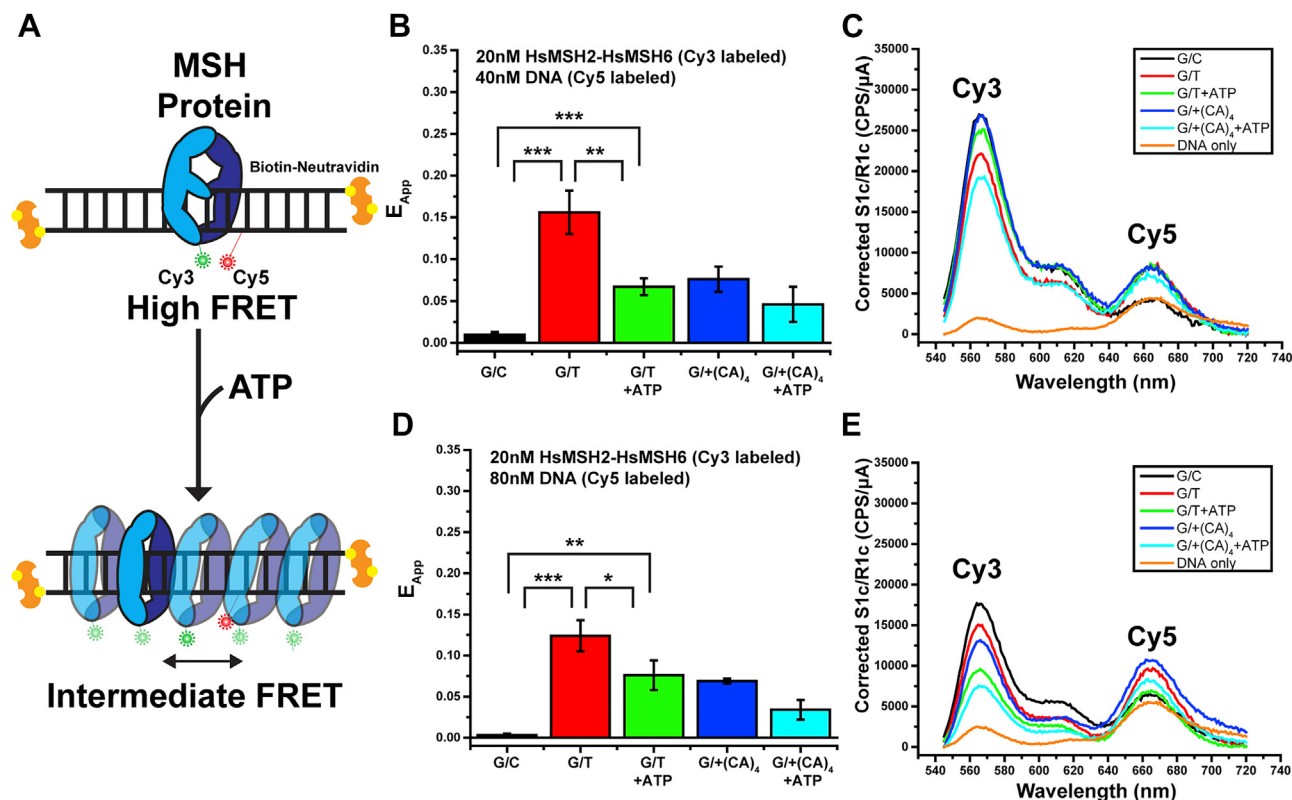 A
MSH
Protein
Biotin-Neutravidin
Cy3
Cy5
High FRET
ATP
Intermediate FRET
B
20nM HsMSH2-HsMSH6 (Cy3 labeled)
40nM DNA (Cy5 labeled)
0.35
0.30
0.25
0.20
0.15
0.10
0.05
0.00
E_App
***
***
**
G/C
G/T
G/T
+ATP
G/+(CA)₄
G/+(CA)₄
+ATP
C
35000
30000
25000
20000
15000
10000
5000
0
Corrected S1c/R1c (CPS/µA)
Cy3
Cy5
G/C
G/T
G/T+ATP
G/+(CA)₄
G/+(CA)₄+ATP
DNA only
540 560 580 600 620 640 660 680 700 720 740
Wavelength (nm)
D
20nM HsMSH2-HsMSH6 (Cy3 labeled)
80nM DNA (Cy5 labeled)
0.35
0.30
0.25
0.20
0.15
0.10
0.05
0.00
E_App
**
***
*
G/C
G/T
G/T
+ATP
G/+(CA)₄
G/+(CA)₄
+ATP
E
35000
30000
25000
20000
15000
10000
5000
0
Corrected S1c/R1c (CPS/µA)
Cy3
Cy5
G/C
G/T
G/T+ATP
G/+(CA)₄
G/+(CA)₄+ATP
DNA only
540 560 580 600 620 640 660 680 700 720 740
Wavelength (nm)